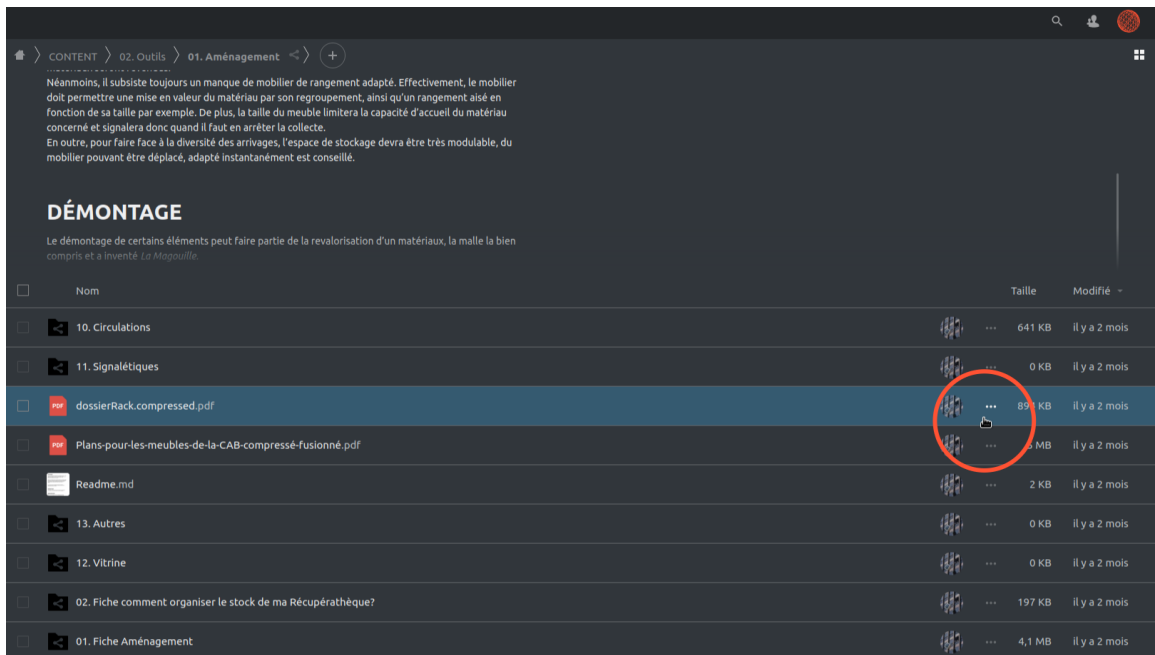 CONTENT 02. Outils 01. Aménagement
Néanmoins, il subsiste toujours un manque de mobilier de rangement adapté. Effectivement, le mobilier
doit permettre une mise en valeur du matériau par son regroupement, ainsi qu'un rangement aisé en
fonction de sa taille par exemple. De plus, la taille du meuble limitera la capacité d'accueil du matériau
concerné et signalera donc quand il faut en arrêter la collecte.
En outre, pour faire face à la diversité des arrivages, l'espace de stockage devra être très modulable, du
mobilier pouvant être déplacé, adapté instantanément est conseillé.
DÉMONTAGE
Le démontage de certains éléments peut faire partie de la revalorisation d'un matériaux, la malle la bien
compris et a inventé La Magouille.
Nom Taille Modifié
10. Circulations 641 KB il y a 2 mois
11. Signalétiques 0 KB il y a 2 mois
PDF dossierRack.compressed.pdf KB il y a 2 mois
PDF Plans-pour-les-meubles-de-la-CAB-compressé-fusionné.pdf MB il y a 2 mois
Readme.md 2 KB il y a 2 mois
13. Autres 0 KB il y a 2 mois
12. Vitrine 0 KB il y a 2 mois
02. Fiche comment organiser le stock de ma Récupérathèque? 197 KB il y a 2 mois
01. Fiche Aménagement 4,1 MB il y a 2 mois